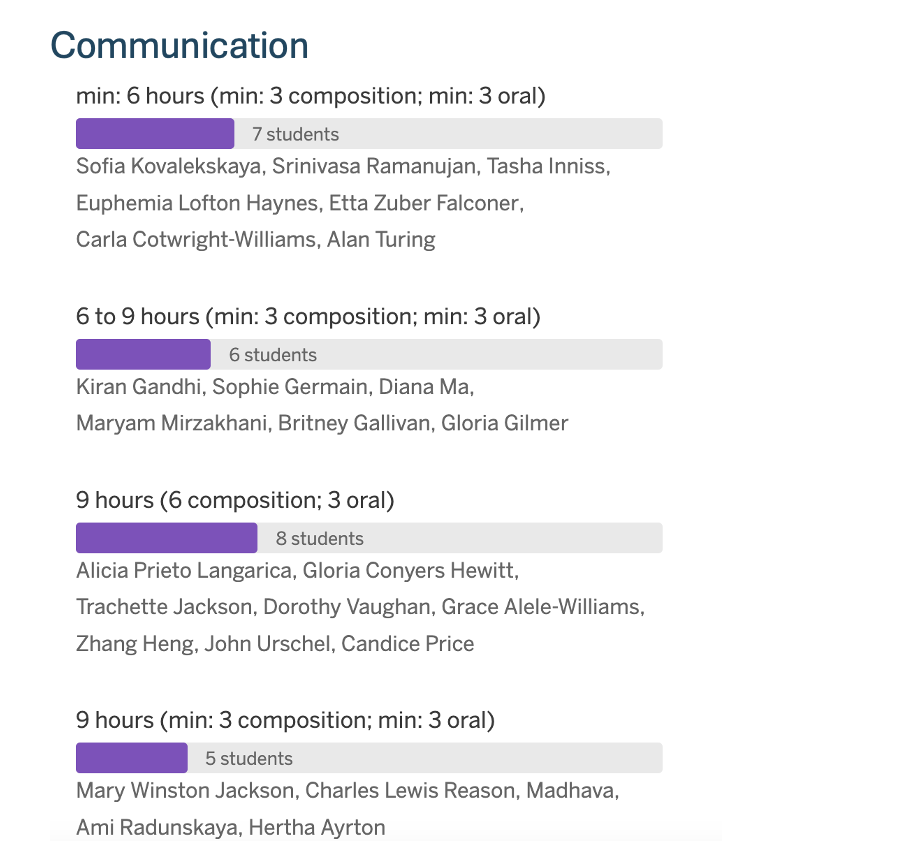 Communication
min: 6 hours (min: 3 composition; min: 3 oral)
7 students
Sofia Kovalekskaya, Srinivasa Ramanujan, Tasha Inniss,
Euphemia Lofton Haynes, Etta Zuber Falconer,
Carla Cotwright-Williams, Alan Turing
6 to 9 hours (min: 3 composition; min: 3 oral)
6 students
Kiran Gandhi, Sophie Germain, Diana Ma,
Maryam Mirzakhani, Britney Gallivan, Gloria Gilmer
9 hours (6 composition; 3 oral)
8 students
Alicia Prieto Langarica, Gloria Conyers Hewitt,
Trachette Jackson, Dorothy Vaughan, Grace Alele-Williams,
Zhang Heng, John Urschel, Candice Price
9 hours (min: 3 composition; min: 3 oral)
5 students
Mary Winston Jackson, Charles Lewis Reason, Madhava,
Ami Radunskaya, Hertha Ayrton